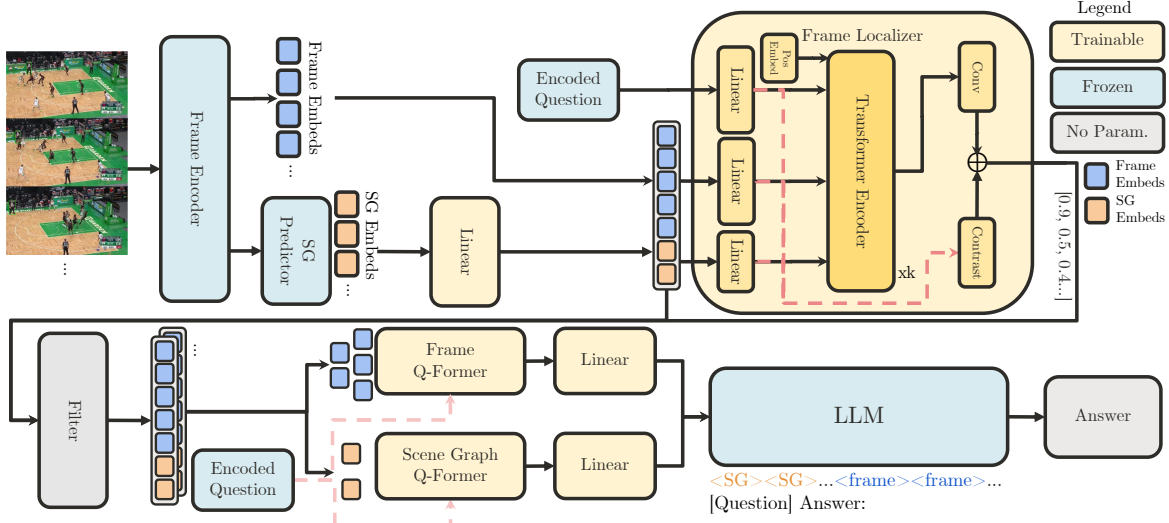 Legend
Trainable
Frozen
No Param.
Frame
Embeds
SG
Embeds
Frame Encoder
Frame Embeds
...
SG
Predictor
SG Embeds
...
Linear
...
Encoded
Question
Frame Localizer
Linear
Linear
Linear
Pos
Embed
Transformer Encoder
xk
Conv
Contrast
[0.9, 0.5, 0.4...]
Filter
...
Encoded
Question
Frame
Q-Former
Linear
Scene Graph
Q-Former
Linear
LLM
Answer
<SG><SG>...<frame><frame>...
[Question] Answer: